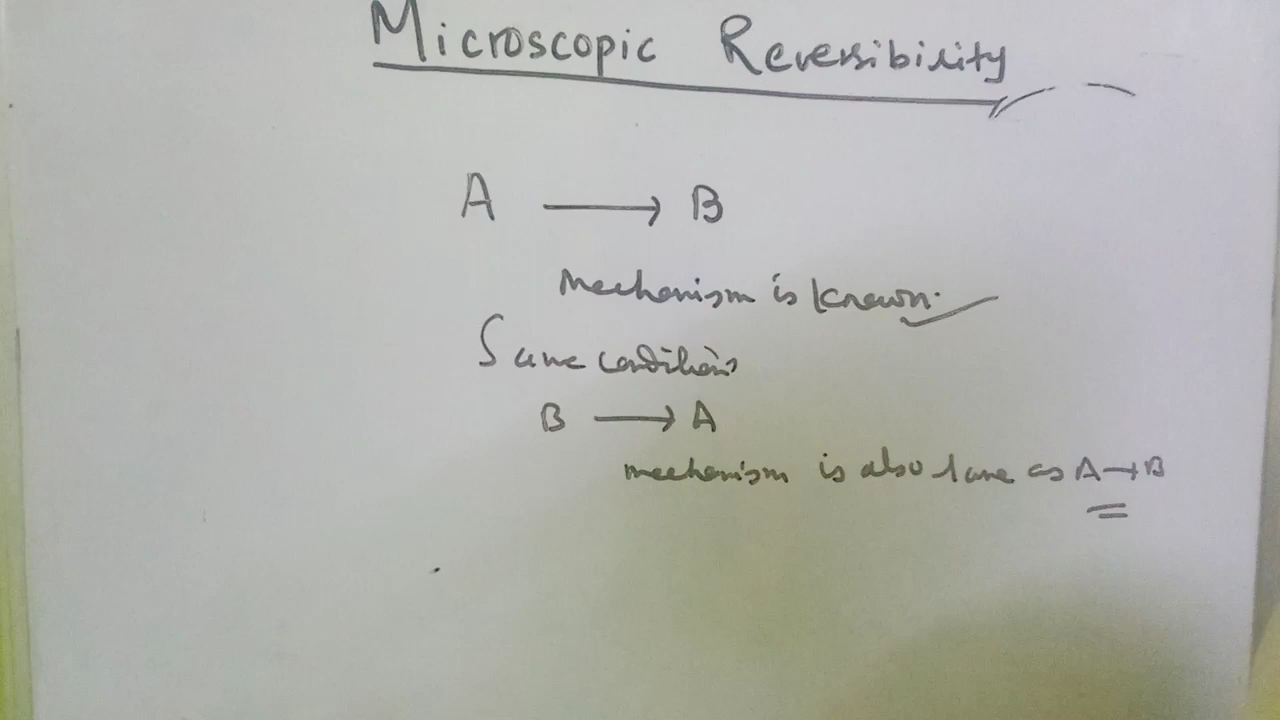 Microscopic Reversibility
A → B
Mechanism is known.
Same conditions
B → A
mechanism is also same as A→B